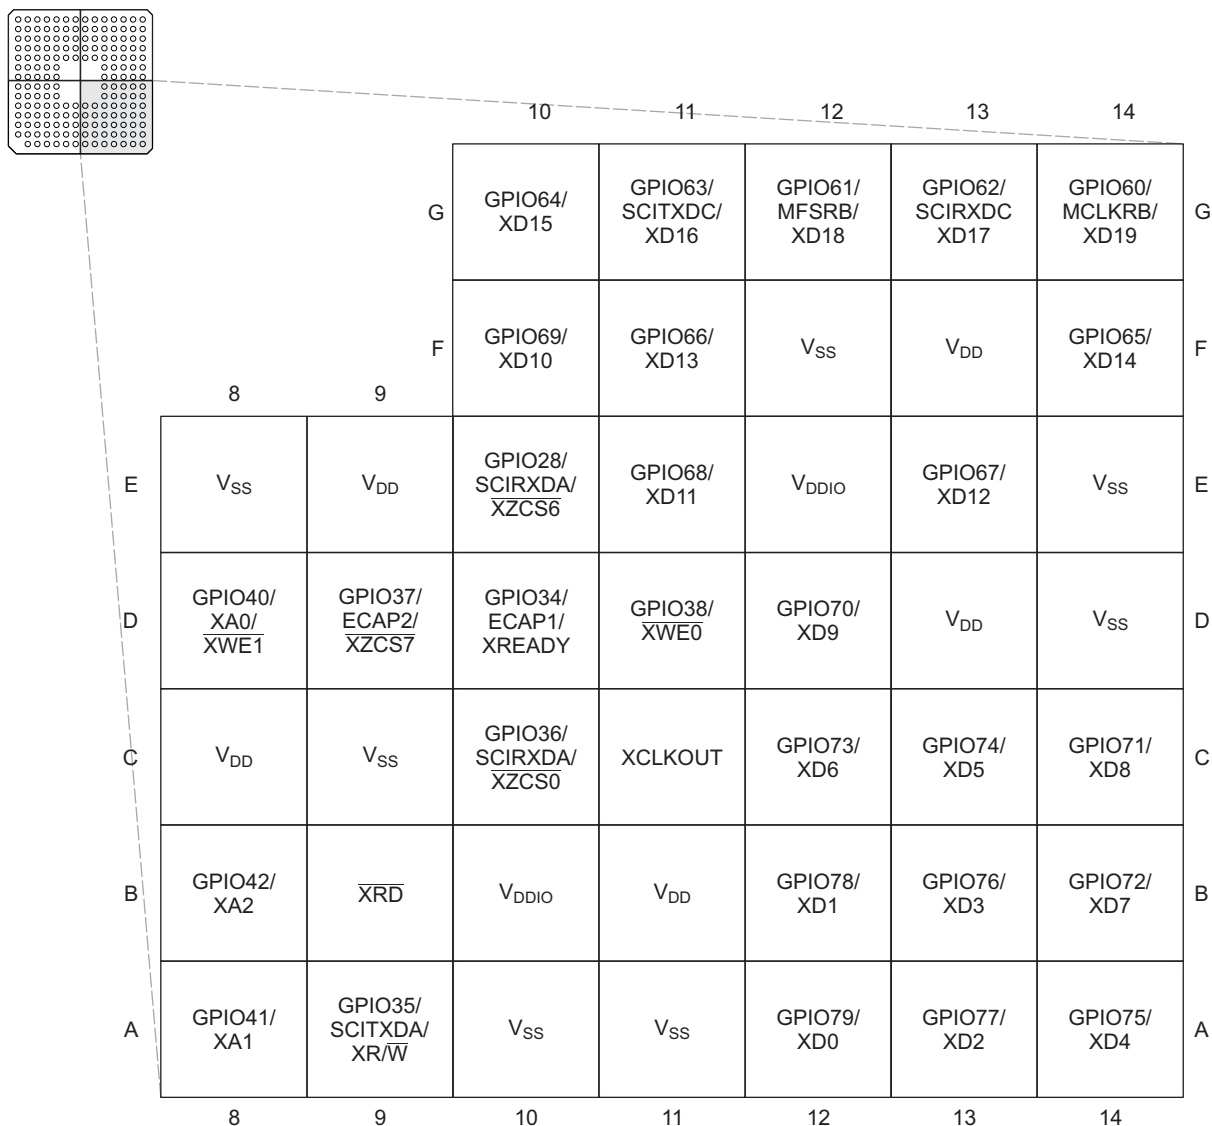 10 11 12 13 14
G GPIO64/ GPIO63/ GPIO61/ GPIO62/ GPIO60/ G
XD15 SCITXDC/ MFSRB/ SCIRXDC MCLKRB/
XD16 XD18 XD17 XD19
F GPIO69/ GPIO66/ VSS VDD GPIO65/ F
XD10 XD13 XD14
8 9
E VSS VDD GPIO28/ GPIO68/ VDDIO GPIO67/ VSS E
SCIRXDA/ XD11 XD12
XZCS6
D GPIO40/ GPIO37/ GPIO34/ GPIO38/ GPIO70/ VDD VSS D
XA0/ ECAP2/ ECAP1/ XWE0 XD9
XWE1 XZCS7 XREADY
C VDD VSS GPIO36/ XCLKOUT GPIO73/ GPIO74/ GPIO71/ C
SCIRXDA/ XD6 XD5 XD8
XZCS0
B GPIO42/ XRD VDDIO VDD GPIO78/ GPIO76/ GPIO72/ B
XA2 XD1 XD3 XD7
A GPIO41/ GPIO35/ VSS VSS GPIO79/ GPIO77/ GPIO75/ A
XA1 SCITXDA/ XD0 XD2 XD4
XR/W
8 9 10 11 12 13 14